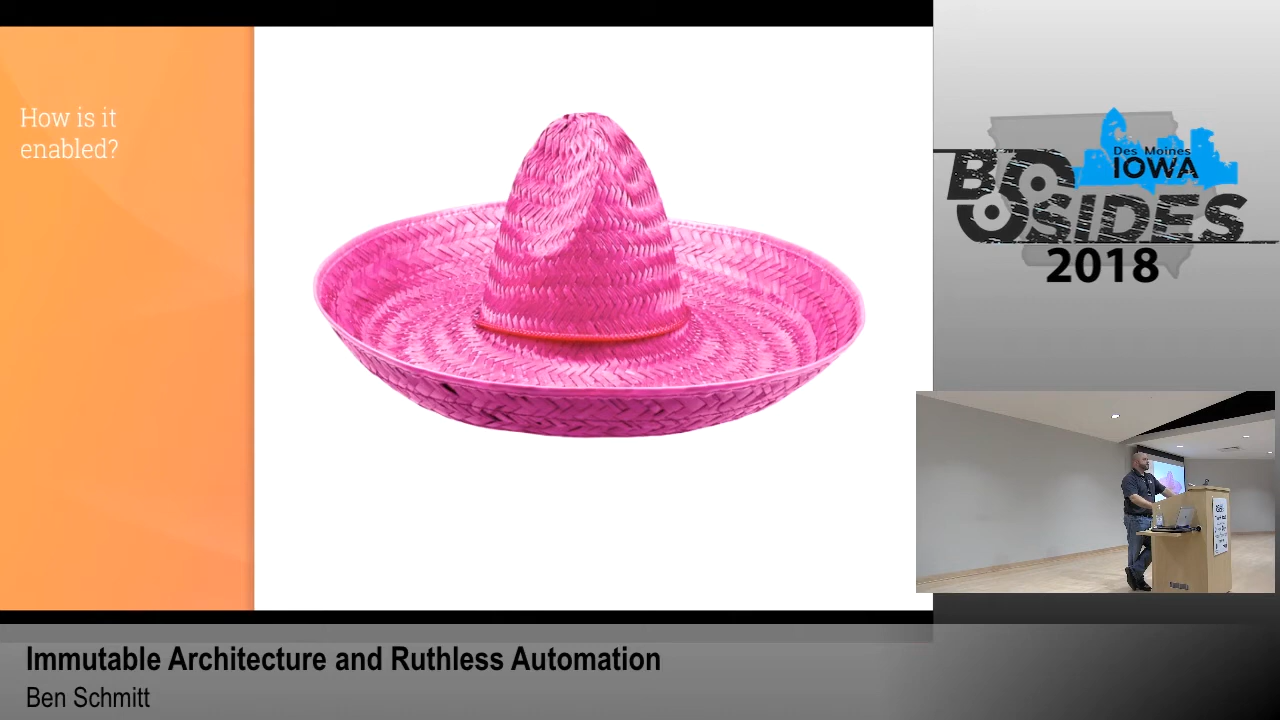 How is it
enabled?
Des Moines
IOWA
BSIDES
2018
Immutable Architecture and Ruthless Automation
Ben Schmitt